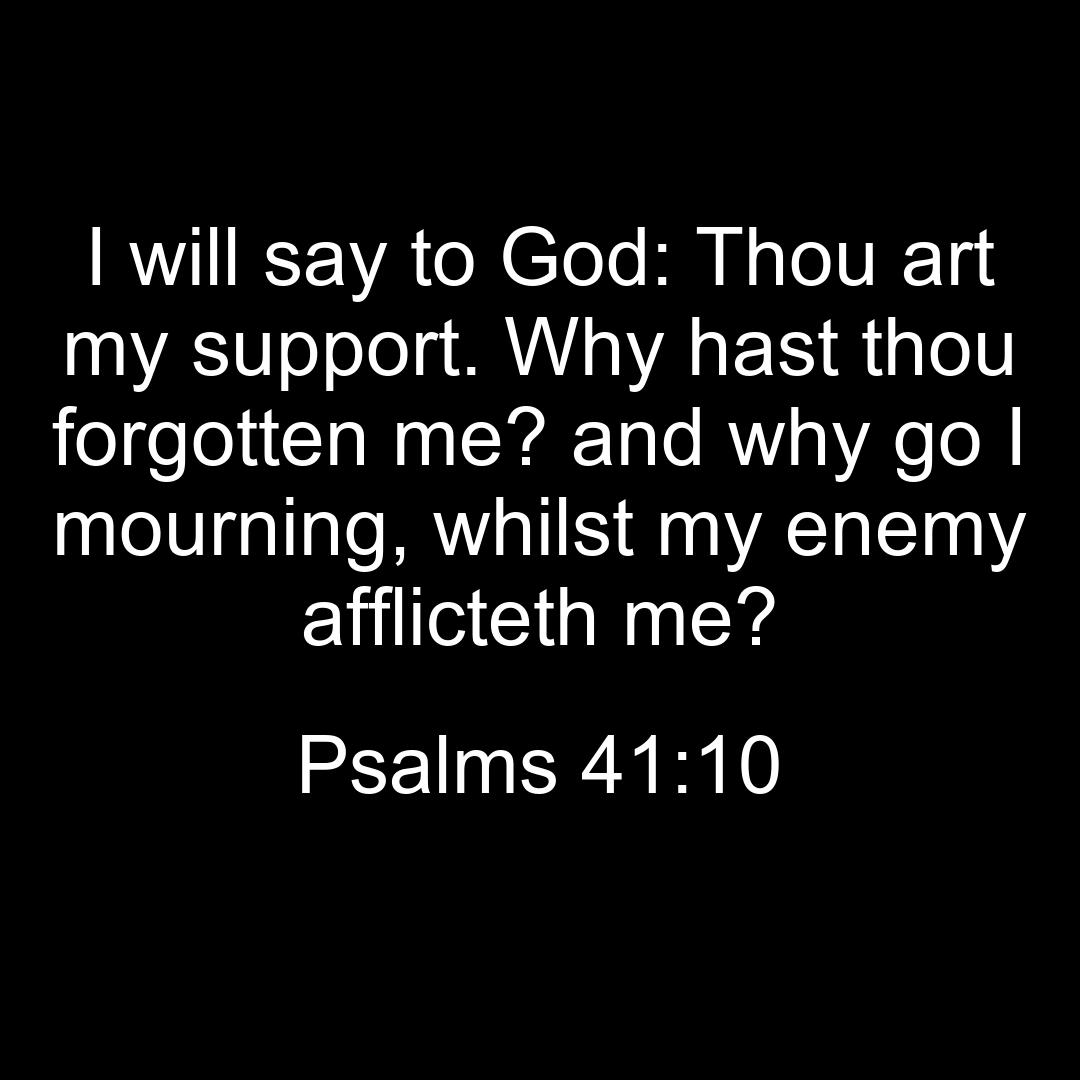 I will say to God: Thou art
my support. Why hast thou
forgotten me? and why go I
mourning, whilst my enemy
afflicteth me?
Psalms 41:10